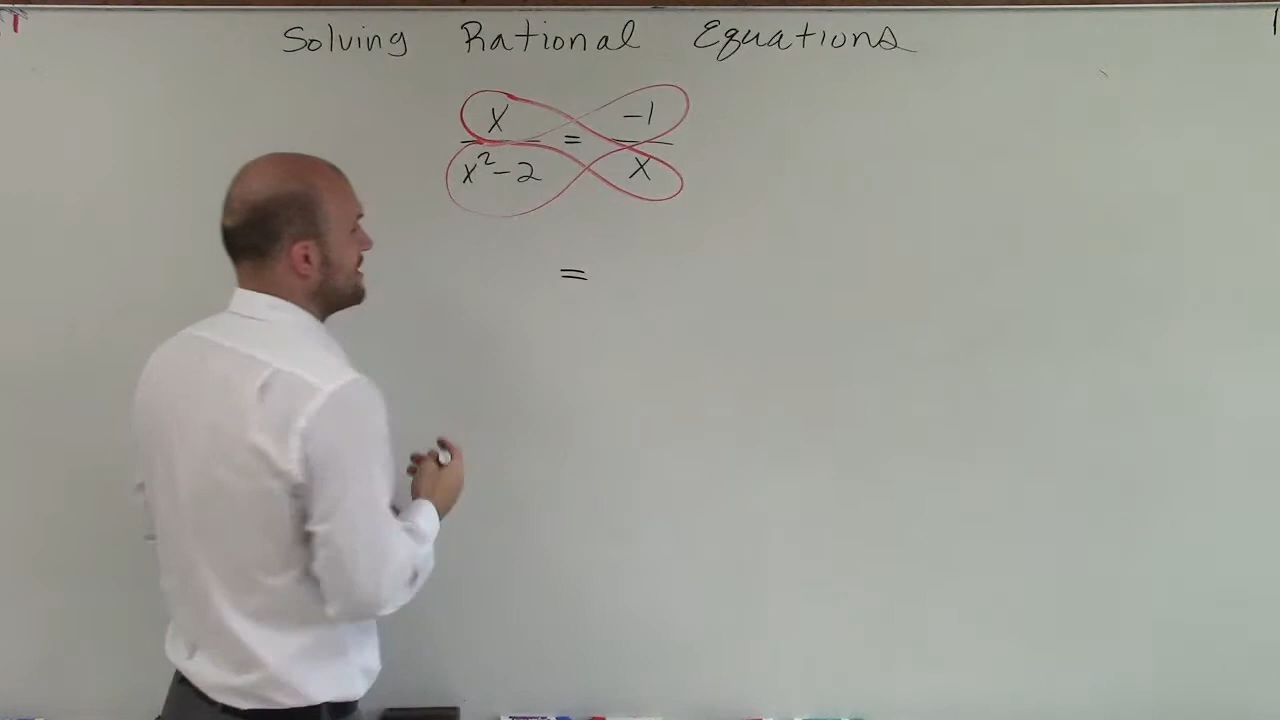 Solving Rational Equations
x / x²-2 = -1 / x
=